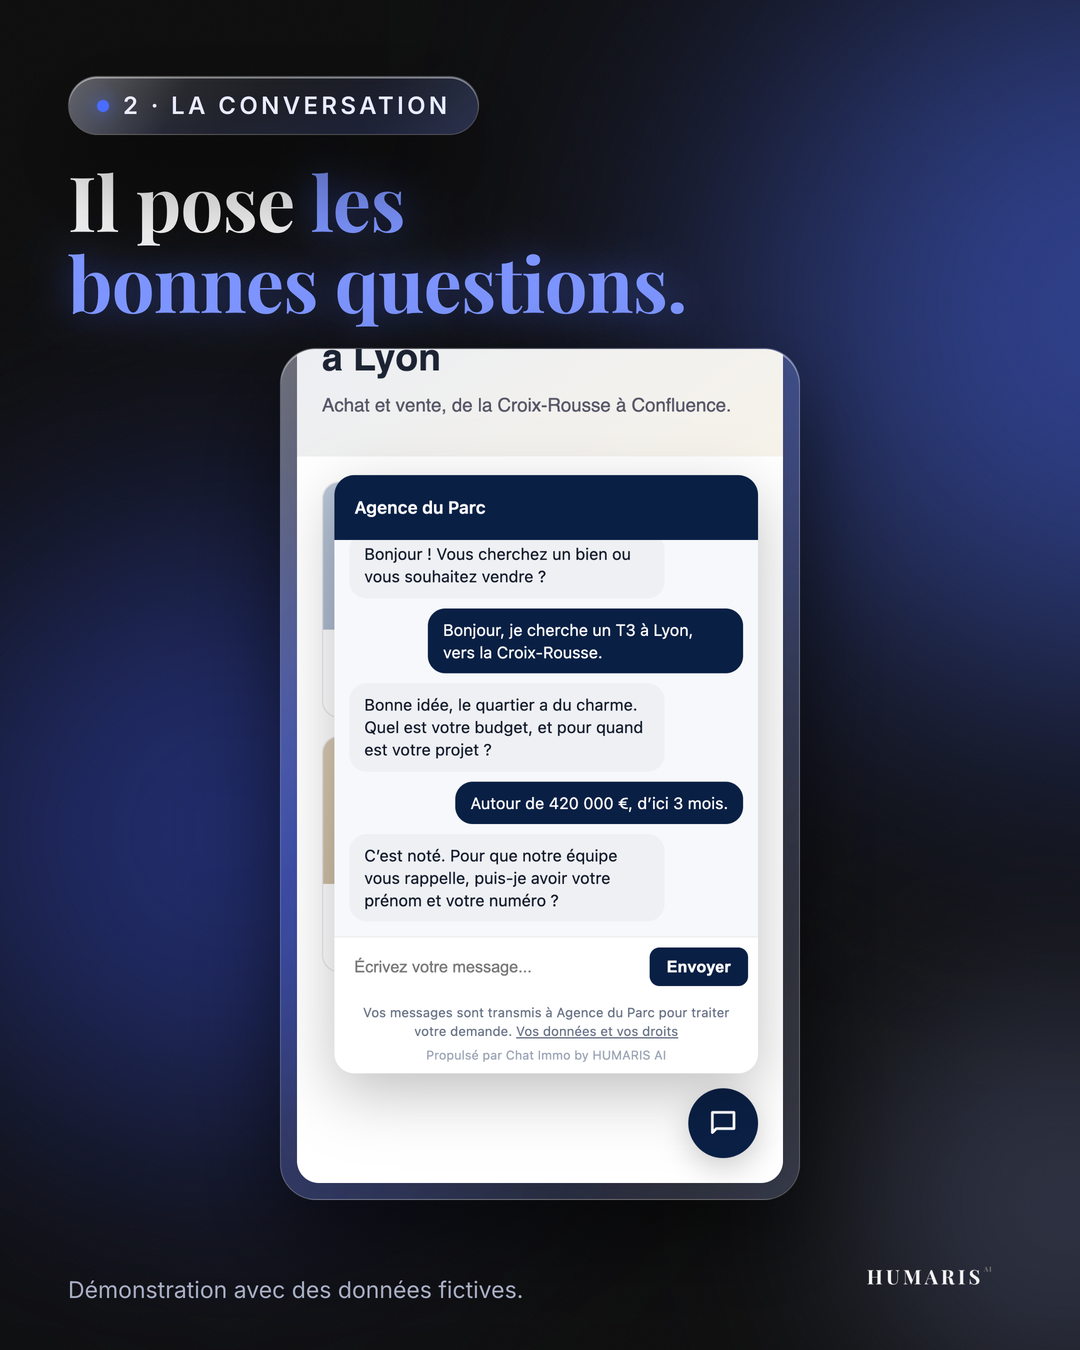 2 · LA CONVERSATION
Il pose les
bonnes questions.
à Lyon
Achat et vente, de la Croix-Rousse à Confluence.
Agence du Parc
Bonjour ! Vous cherchez un bien ou
vous souhaitez vendre ?
Bonjour, je cherche un T3 à Lyon,
vers la Croix-Rousse.
Bonne idée, le quartier a du charme.
Quel est votre budget, et pour quand
est votre projet ?
Autour de 420 000 €, d’ici 3 mois.
C’est noté. Pour que notre équipe
vous rappelle, puis-je avoir votre
prénom et votre numéro ?
Écrivez votre message...
Envoyer
Vos messages sont transmis à Agence du Parc pour traiter
votre demande. Vos données et vos droits
Propulsé par Chat Immo by HUMARIS AI
Démonstration avec des données fictives.
HUMARIS AI